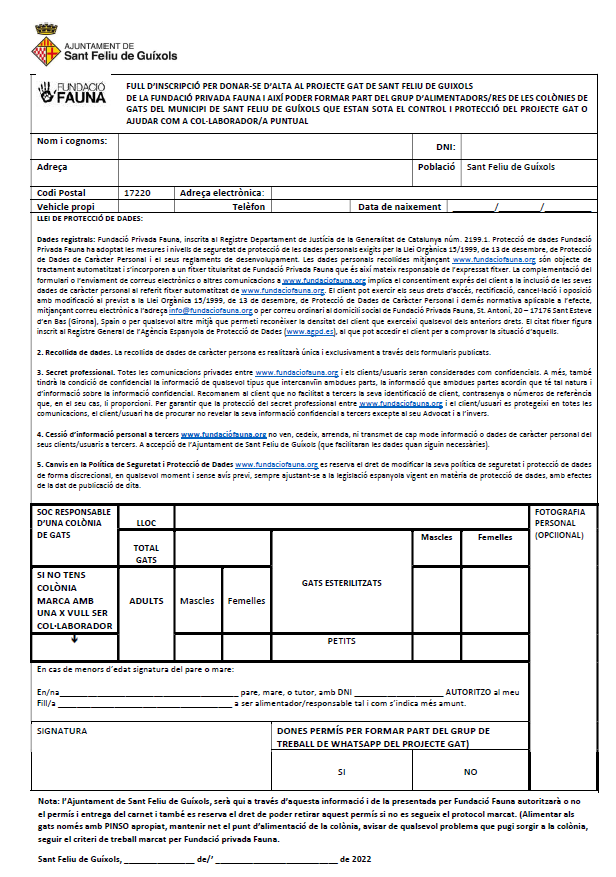 AJUNTAMENT DE
Sant Feliu de Guíxols
FUNDACIÓ
FAUNA
FULL D'INSCRIPCIÓ PER DONAR-SE D'ALTA AL PROJECTE GAT DE SANT FELIU DE GUIXOLS
DE LA FUNDACIÓ PRIVADA FAUNA I AIXÍ PODER FORMAR PART DEL GRUP D'ALIMENTADORS/RES DE LES COLÒNIES DE
GATS DEL MUNICIPI DE SANT FELIU DE GUÍXOLS QUE ESTAN SOTA EL CONTROL I PROTECCIÓ DEL PROJECTE GAT O
AJUDAR COM A COL·LABORADOR/A PUNTUAL
Nom i cognoms:
DNI:
Adreça
Població
Sant Feliu de Guíxols
Codi Postal
17220
Adreça electrònica:
Vehicle propi
Telèfon
Data de naixement ________/________/________
LLEI DE PROTECCIÓ DE DADES:
Dades registrals: Fundació Privada Fauna, inscrita al Registre Departament de Justícia de la Generalitat de Catalunya núm. 2199.1. Protecció de dades Fundació
Privada Fauna ha adoptat les mesures i nivells de seguretat de protecció de les dades personals exigits per la Llei Orgànica 15/1999, de 13 de desembre, de Protecció
de Dades de Caràcter Personal i el seus reglaments de desenvolupament. Les dades personals recollides mitjançant www.fundaciofauna.org són objecte de
tractament automatitzat i s'incorporen a un fitxer titularitat de Fundació Privada Fauna que és així mateix responsable de l'expressat fitxer. La complementació del
formulari o l'enviament de correus electrònics o altres comunicacions a www.fundaciofauna.org implica el consentiment exprés del client a la inclusió de les seves
dades de caràcter personal al referit fitxer automatitzat de www.fundaciofauna.org. El client pot exercir els seus drets d'accés, rectificació, cancel·lació i oposició
amb modificació al previst a la Llei Orgànica 15/1999, de 13 de desembre, de Protecció de Dades de Caràcter Personal i demés normativa aplicable a l'efecte,
mitjançant correu electrònic a l'adreça info@fundaciofauna.org o per correu ordinari al domicili social de Fundació Privada Fauna, St. Antoni, 20 – 17176 Sant Esteve
d'en Bas (Girona), Spain o per qualsevol altre mitjà que permeti reconèixer la densitat del client que exerceixi qualsevol dels anteriors drets. El citat fitxer figura
inscrit al Registre General de l'Agència Espanyola de Protecció de Dades (www.agpd.es), al que pot accedir el client per a comprovar la situació d'aquells.
2. Recollida de dades. La recollida de dades de caràcter persona es realitzarà única i exclusivament a través dels formularis publicats.
3. Secret professional. Totes les comunicacions privades entre www.fundaciofauna.org i els clients/usuari seran considerades com confidencials. A més, també
tindrà la condició de confidencial la informació de qualsevol tipus que intercanvïin ambdues parts, la informació que ambdues parts acordin que té tal natura i
d'informació sobre la informació confidencial. Recomanem al client que no facilitat a tercers la seva identificació de client, contrasenya o números de referència
que, en el seu cas, li proporcioni. Per garantir que la protecció del secret professional entre www.fundaciofauna.org i el client/usuari es protegeixi en totes les
comunicacions, el client/usuari ha de procurar no revelar la seva informació confidencial a tercers excepte al seu Advocat i a l'invers.
4. Cessió d'informació personal a tercers www.fundaciofauna.org no ven, cedeix, arrenda, ni transmet de cap mode informació o dades de caràcter personal del
seus clients/usuaris a tercers. A accepció de l'Ajuntament de Sant Feliu de Guíxols (que facilitaran les dades quan siguin necessàries).
5. Canvis en la Política de Seguretat i Protecció de Dades www.fundaciofauna.org es reserva el dret de modificar la seva política de seguretat i protecció de dades
de forma discrecional, en qualsevol moment i sense avís previ, sempre ajustant-se a la legislació espanyola vigent en matèria de protecció de dades, amb efectes
de la data de publicació de dita.
SOC RESPONSABLE
D'UNA COLÒNIA
DE GATS
LLOC
FOTOGRAFIA
PERSONAL
(OPCIIONAL)
TOTAL
GATS
GATS ESTERILITZATS
Mascles
Femelles
SI NO TENS
COLÒNIA
MARCA AMB
UNA X VULL SER
COL·LABORADOR
ADULTS
Mascles
Femelles
PETITS
En cas de menors d'edat signatura del pare o mare:
En/na________________________________________ pare, mare, o tutor, amb DNI ____________________ AUTORITZO al meu
Fill/a _______________________________________ a ser alimentador/responsable tal i com s'indica més amunt.
SIGNATURA
DONES PERMÍS PER FORMAR PART DEL GRUP DE
TREBALL DE WHATSAPP DEL PROJECTE GAT)
SI
NO
Nota: l'Ajuntament de Sant Feliu de Guíxols, serà qui a través d'aquesta informació i de la presentada per Fundació Fauna autoritzarà o no
el permís i entrega del carnet i també es reserva el dret de poder retirar aquest permís si no es segueix el protocol marcat. (Alimentar als
gats només amb PINSO apropiat, mantenir net el punt d'alimentació de la colònia, avisar de qualsevol problema que pugi sorgir a la colònia,
seguir el criteri de treball marcat per Fundació privada Fauna.
Sant Feliu de Guíxols, ________________ de/' ____________________________ de 2022